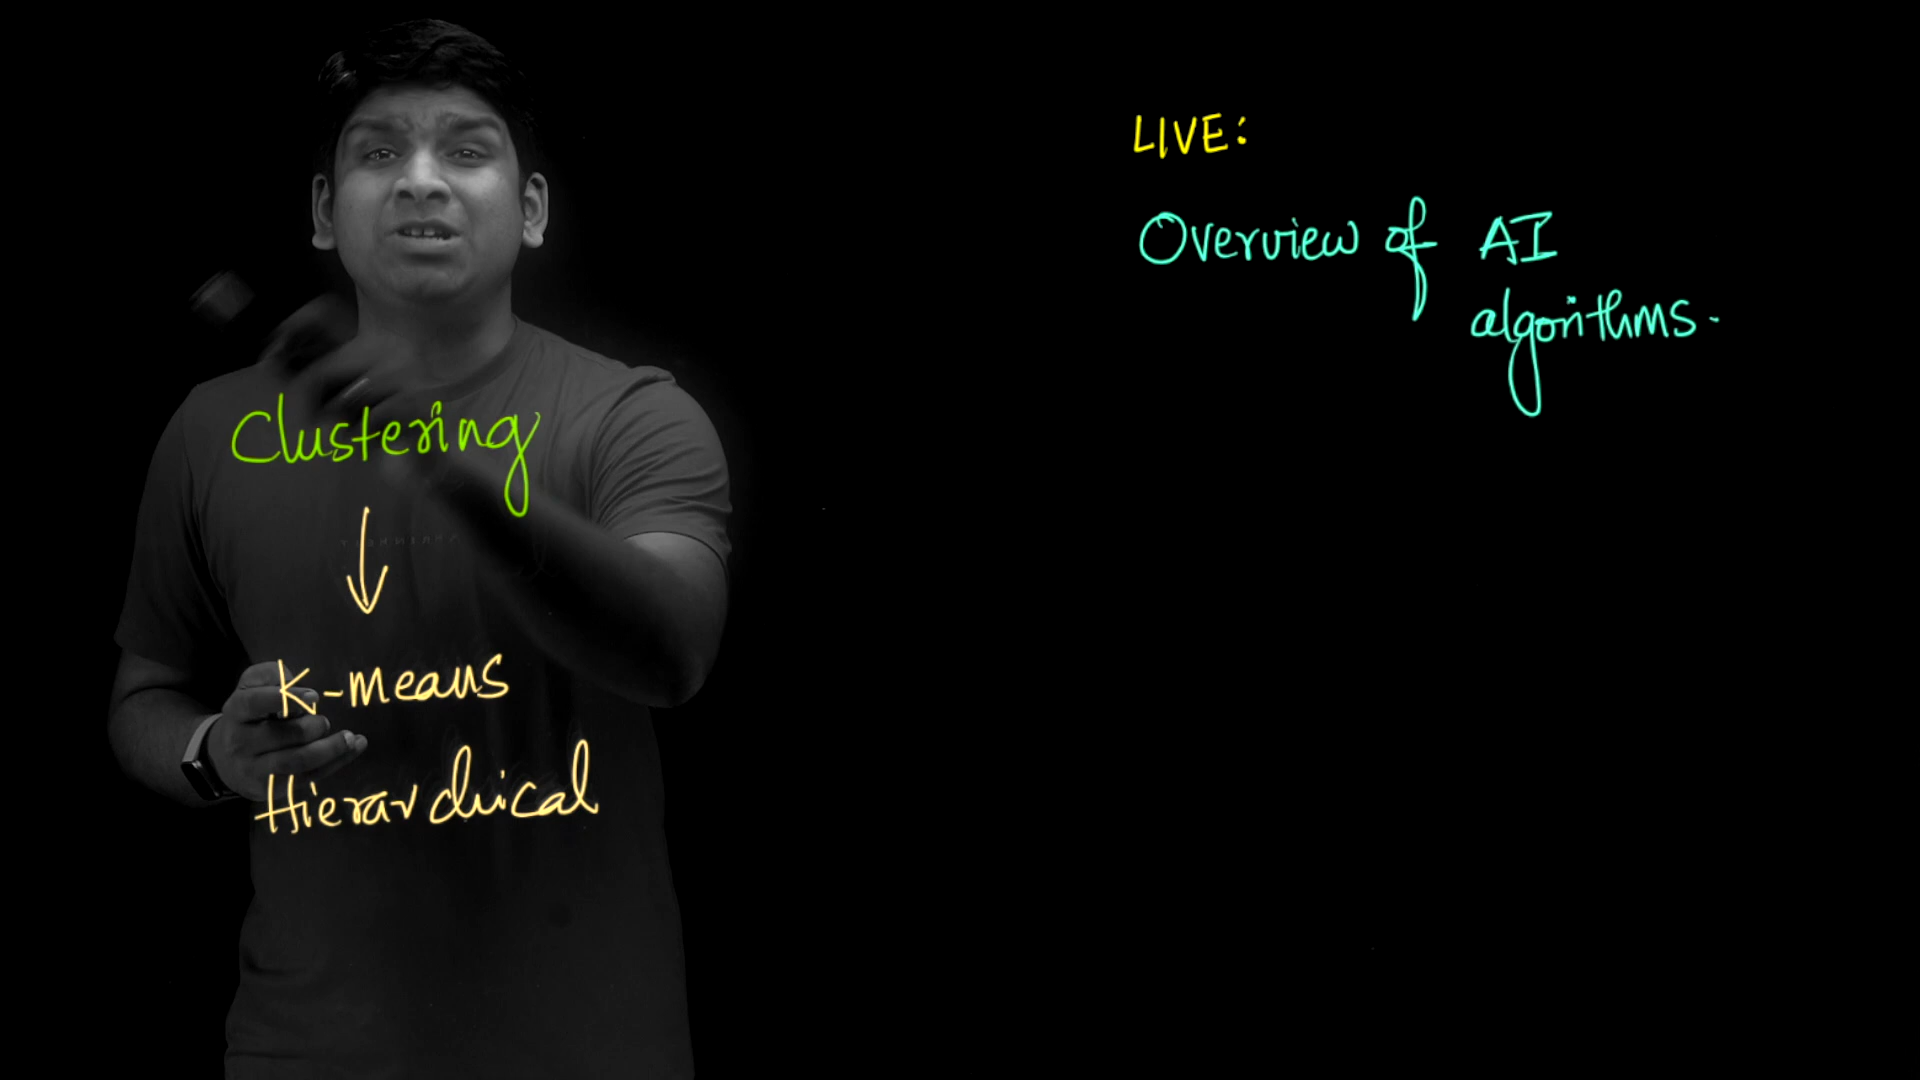 LIVE:
Overview of AI
algorithms.
Clustering
K-means
Hierarchical